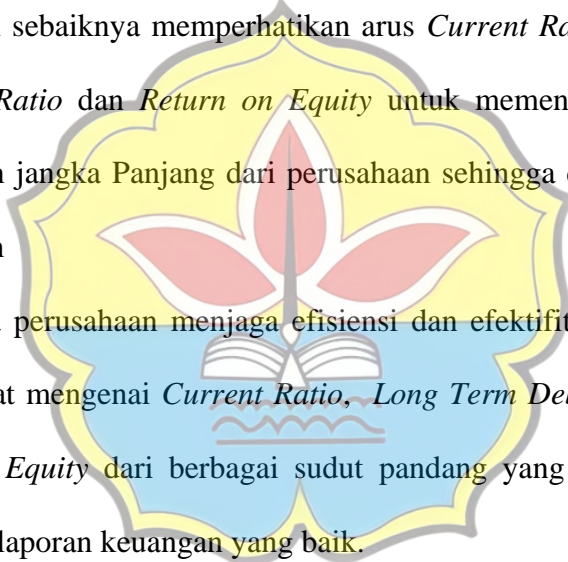 sebaiknya memperhatikan arus Current Ra
Ratio dan Return on Equity untuk memen
jangka Panjang dari perusahaan sehingga
perusahaan menjaga efisiensi dan efektifit
at mengenai Current Ratio, Long Term De
Equity dari berbagai sudut pandang yang
laporan keuangan yang baik.